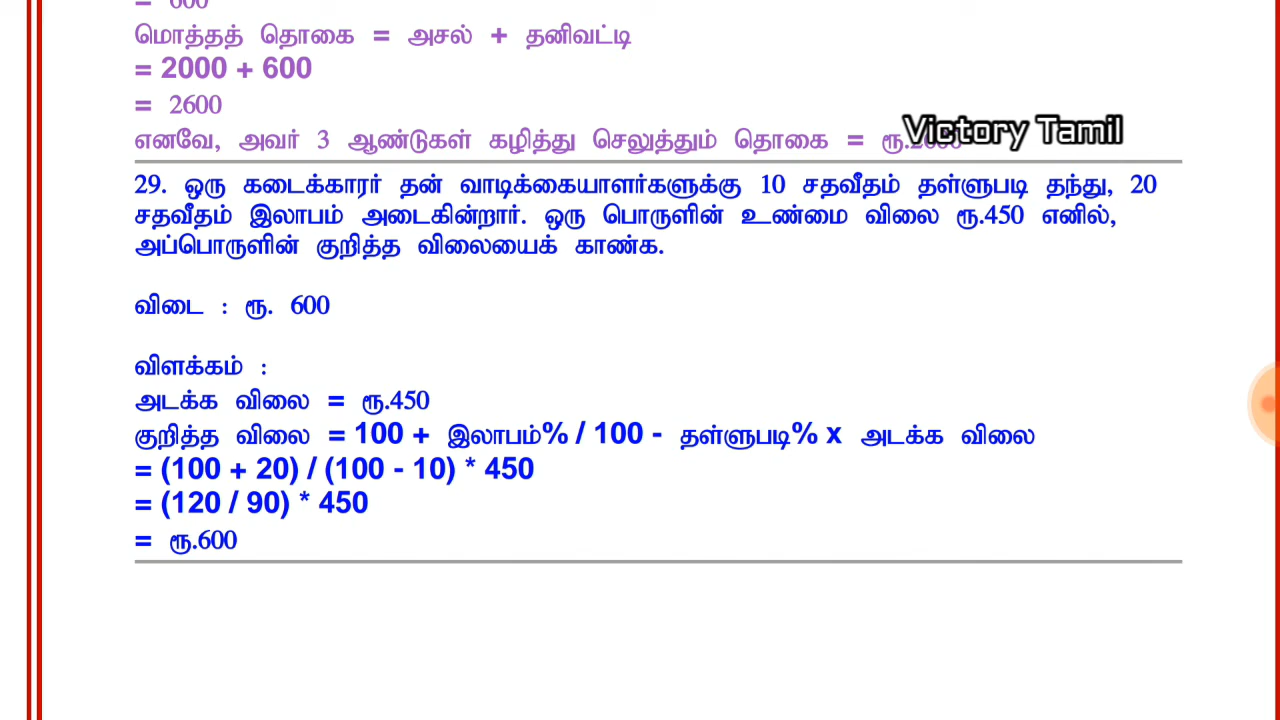 = 600
மொத்தத் தொகை = அசல் + தனிவட்டி
= 2000 + 600
= 2600
எனவே, அவர் 3 ஆண்டுகள் கழித்து செலுத்தும் தொகை = ரூ.2600
Victory Tamil
29. ஒரு கடைக்காரர் தன் வாடிக்கையாளர்களுக்கு 10 சதவீதம் தள்ளுபடி தந்து, 20
சதவீதம் இலாபம் அடைகின்றார். ஒரு பொருளின் உண்மை விலை ரூ.450 எனில்,
அப்பொருளின் குறித்த விலையைக் காண்க.
விடை : ரூ. 600
விளக்கம் :
அடக்க விலை = ரூ.450
குறித்த விலை = 100 + இலாபம்% / 100 - தள்ளுபடி% x அடக்க விலை
= (100 + 20) / (100 - 10) * 450
= (120 / 90) * 450
= ரூ.600